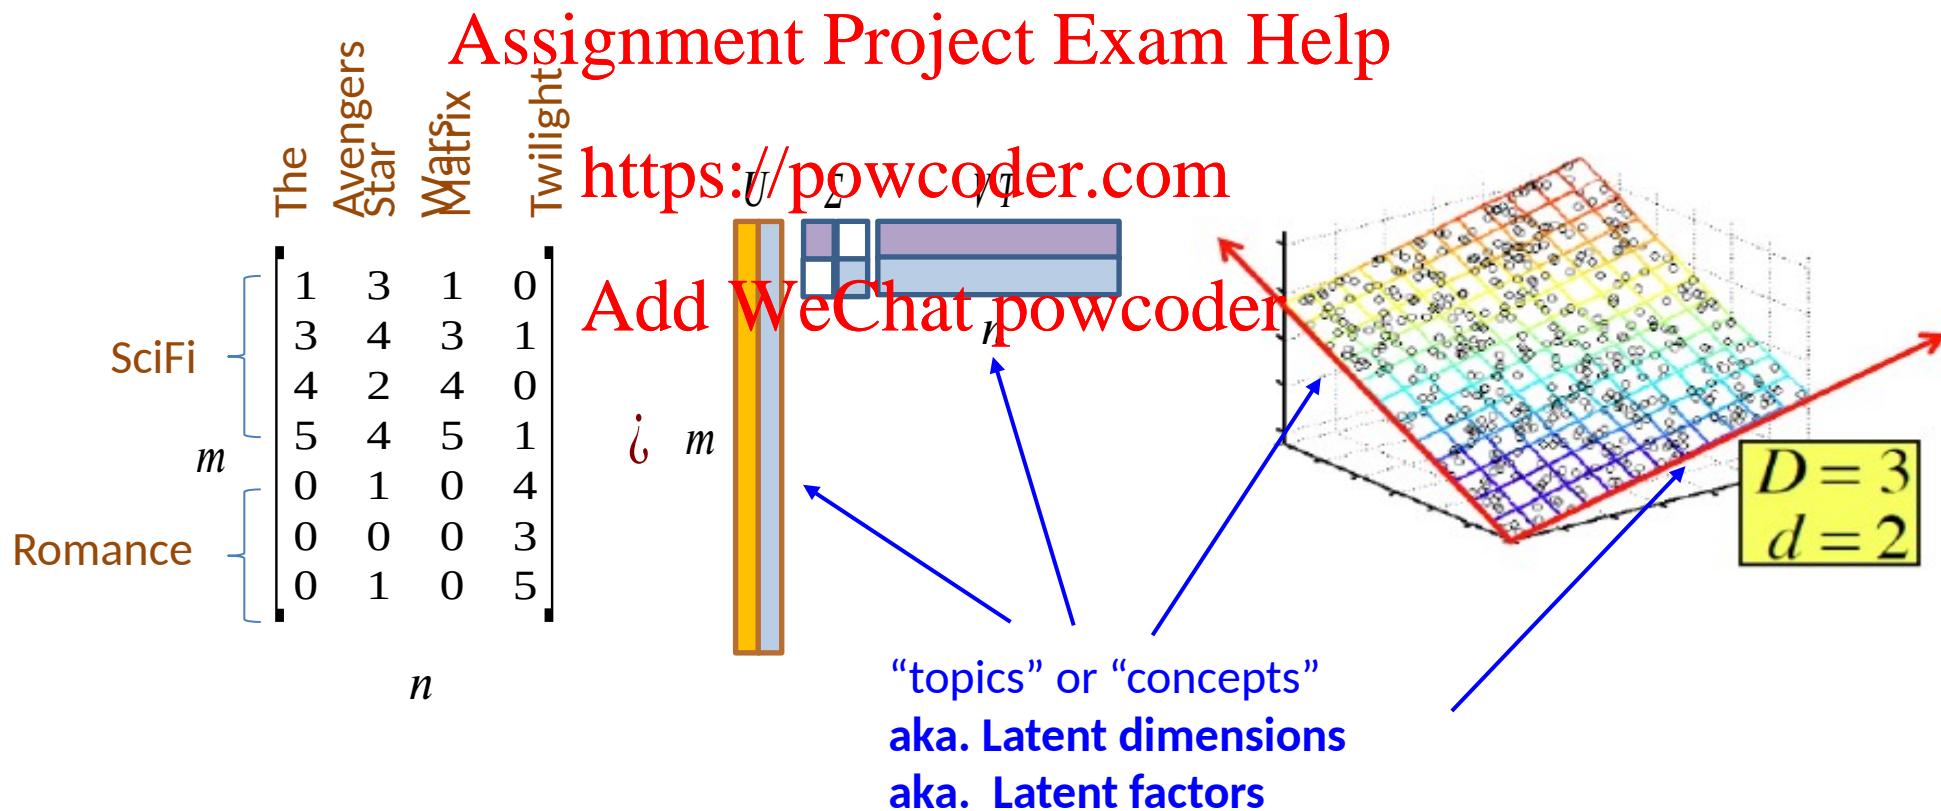 Assignment Project Exam Help
https://powcoder.com
Add WeChat powcoder
The
Avengers
Star
Wars
Matrix
Twilight
U Σ V T
1 3 1 0
3 4 3 1
4 2 4 0
5 4 5 1
0 1 0 4
0 0 0 3
0 1 0 5
SciFi
Romance
m
n
¿ m
n
D = 3
d = 2
“topics” or “concepts”
aka. Latent dimensions
aka. Latent factors